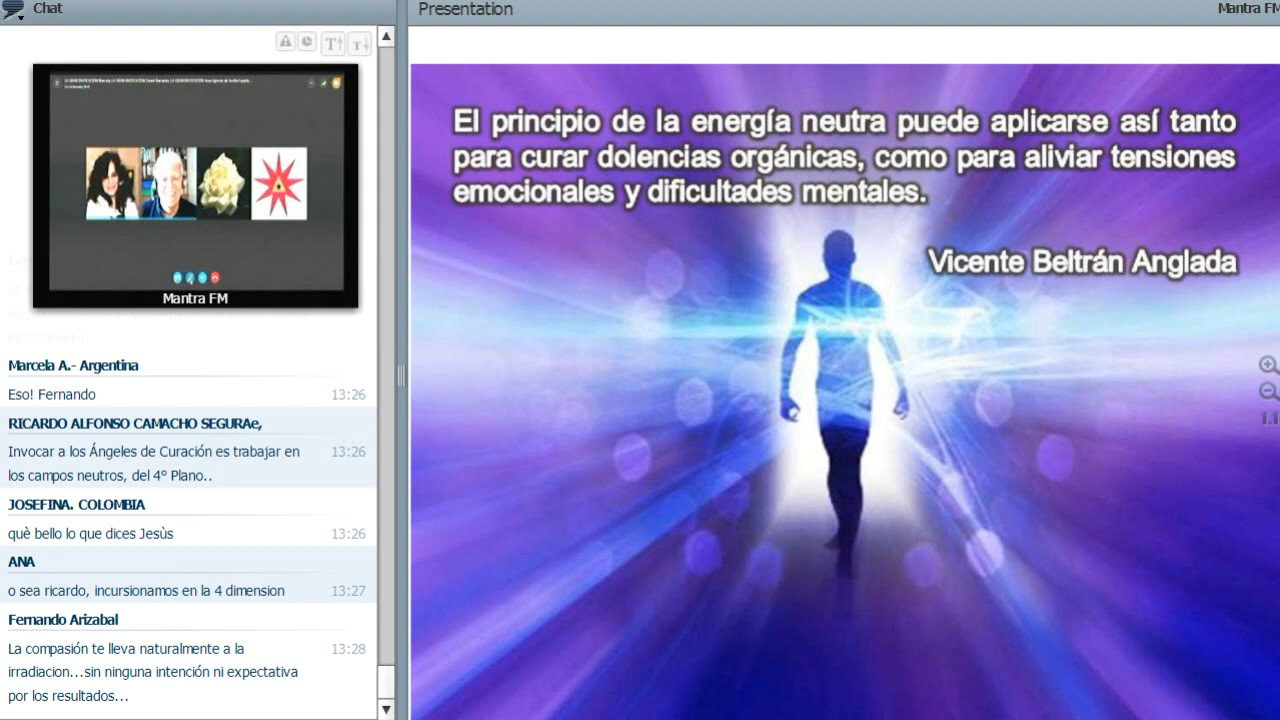 Chat
Mantra FM
Marcela A.- Argentina
Eso! Fernando 13:26
RICARDO ALFONSO CAMACHO SEGURAe,
Invocar a los Ángeles de Curación es trabajar en 13:26
los campos neutros, del 4º Plano..
JOSEFINA. COLOMBIA
què bello lo que dices Jesùs 13:26
ANA
o sea ricardo, incursionamos en la 4 dimension 13:27
Fernando Arizabal
La compasión te lleva naturalmente a la 13:28
irradiacion...sin ninguna intención ni expectativa
por los resultados...
Presentation
Mantra FM
El principio de la energía neutra puede aplicarse así tanto
para curar dolencias orgánicas, como para aliviar tensiones
emocionales y dificultades mentales.
Vicente Beltrán Anglada
1:1